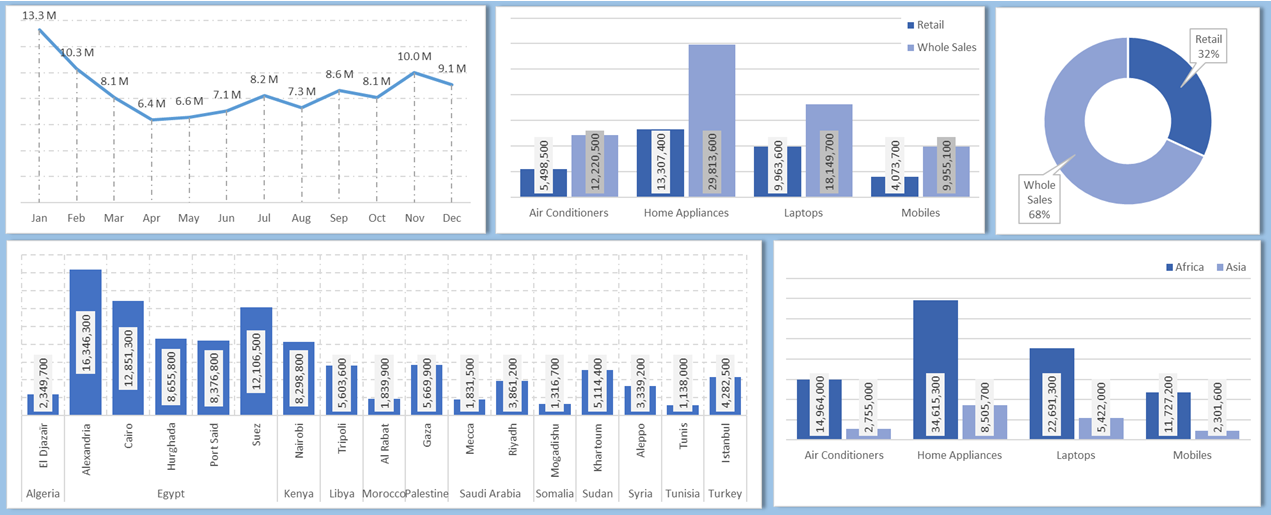 13.3 M
10.3 M
8.1 M
6.4 M
6.6 M
7.1 M
8.2 M
7.3 M
8.6 M
8.1 M
10.0 M
9.1 M
Jan Feb Mar Apr May Jun Jul Aug Sep Oct Nov Dec
Retail
Whole Sales
5,498,500
12,220,500
13,307,400
29,813,600
9,963,600
18,149,700
4,073,700
9,955,100
Air Conditioners Home Appliances Laptops Mobiles
Retail
32%
Whole
Sales
68%
2,349,700
16,346,300
12,851,300
8,655,800
8,376,800
12,106,500
8,298,800
5,603,600
1,839,900
5,669,900
1,831,500
3,861,200
1,316,700
5,114,400
3,339,200
1,138,000
4,282,500
El Djazair
Alexandria
Cairo
Hurghada
Port Said
Suez
Nairobi
Tripoli
Al Rabat
Gaza
Mecca
Riyadh
Mogadishu
Khartoum
Aleppo
Tunis
Istanbul
Algeria Egypt Kenya Libya Morocco Palestine Saudi Arabia Somalia Sudan Syria Tunisia Turkey
Africa Asia
14,964,000
2,755,000
34,615,300
8,505,700
22,691,300
5,422,000
11,727,200
2,301,600
Air Conditioners Home Appliances Laptops Mobiles